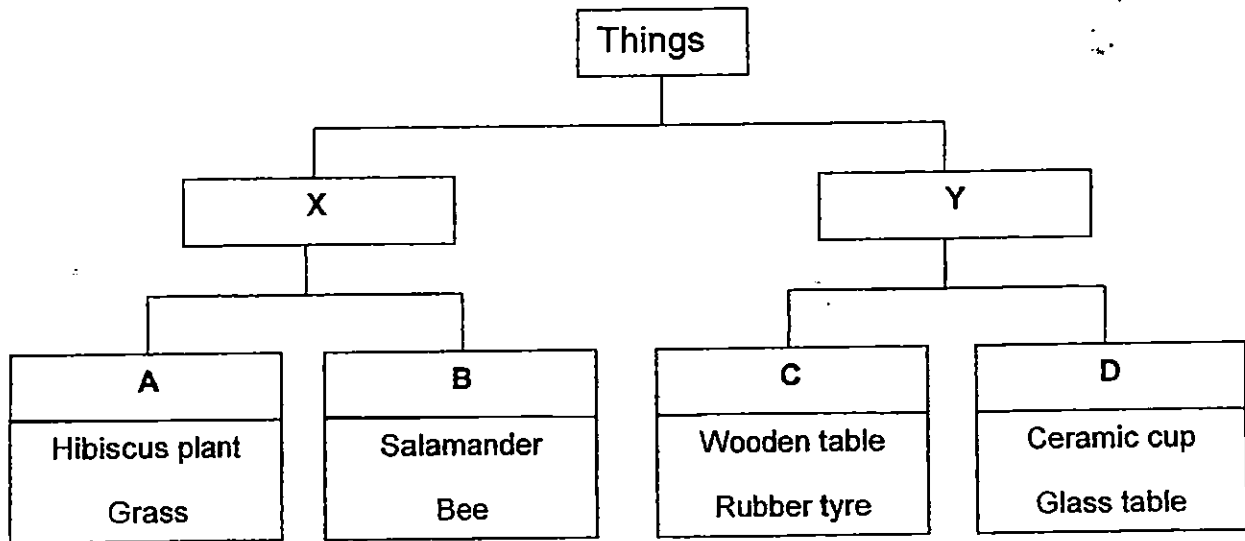 Things
X
Y
A
B
C
D
Hibiscus plant
Salamander
Wooden table
Ceramic cup
Grass
Bee
Rubber tyre
Glass table